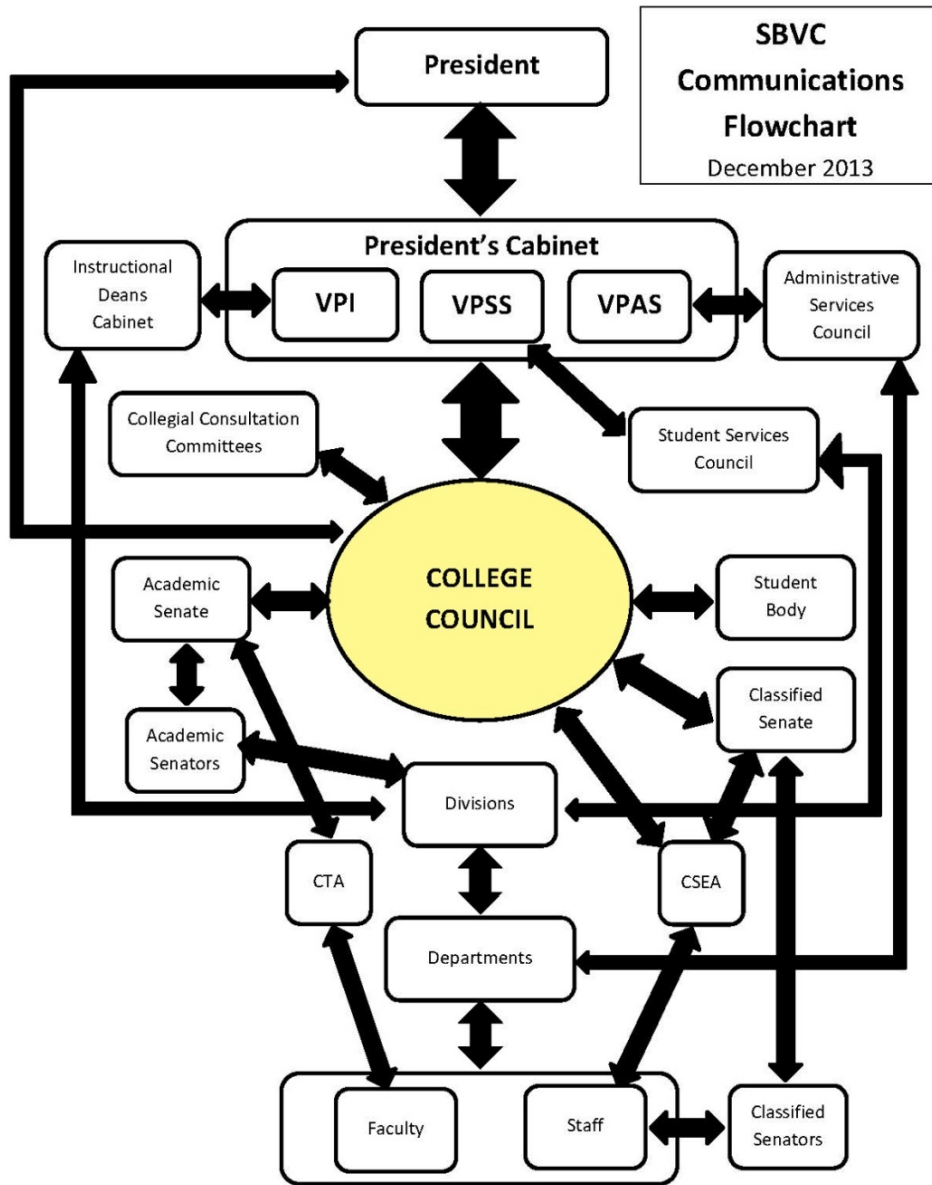 SBVC
Communications
Flowchart
December 2013
President
President's Cabinet
VPI
VPSS
VPAS
Instructional
Deans
Cabinet
Administrative
Services
Council
Collegial Consultation
Committees
Student Services
Council
COLLEGE
COUNCIL
Academic
Senate
Student
Body
Academic
Senators
Classified
Senate
Divisions
CTA
CSEA
Departments
Faculty
Staff
Classified
Senators